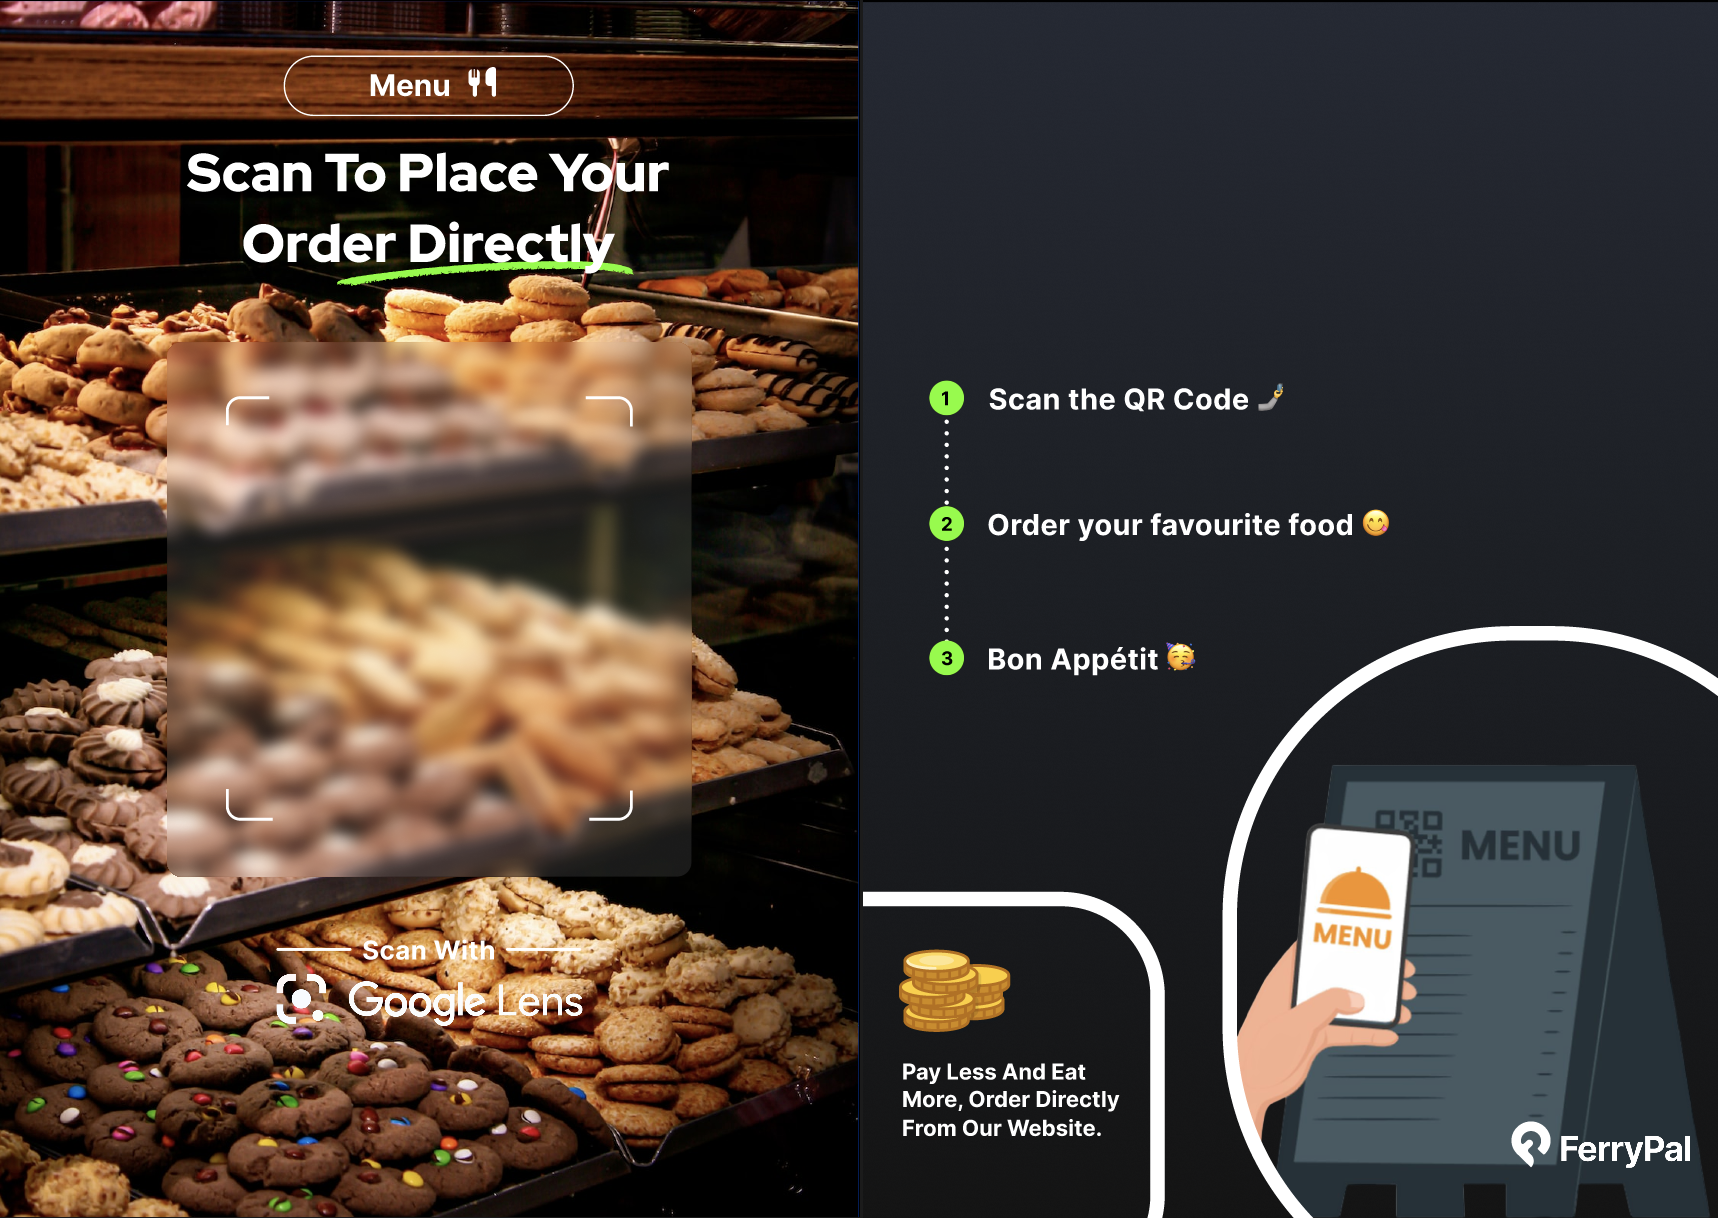 Menu
Scan To Place Your
Order Directly
Scan With
Google Lens
1 Scan the QR Code
2 Order your favourite food
3 Bon Appétit
MENU
MENU
Pay Less And Eat
More, Order Directly
From Our Website.
FerryPal